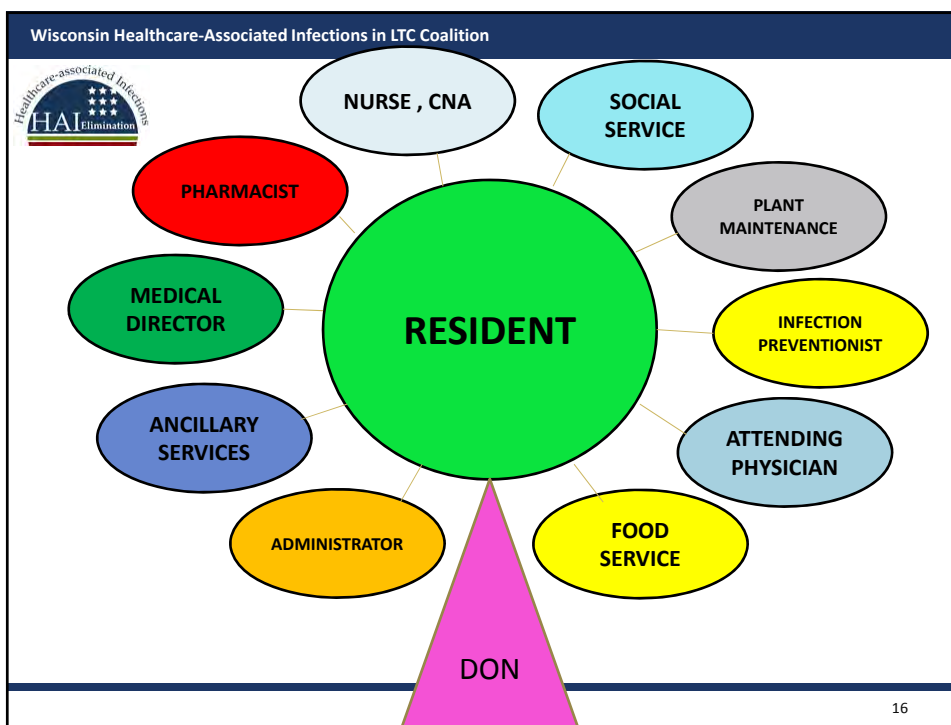 Wisconsin Healthcare-Associated Infections in LTC Coalition
Healthcare-associated Infections
HAI Elimination
NURSE , CNA
SOCIAL
SERVICE
PHARMACIST
PLANT
MAINTENANCE
MEDICAL
DIRECTOR
RESIDENT
INFECTION
PREVENTIONIST
ANCILLARY
SERVICES
ATTENDING
PHYSICIAN
ADMINISTRATOR
FOOD
SERVICE
DON
16